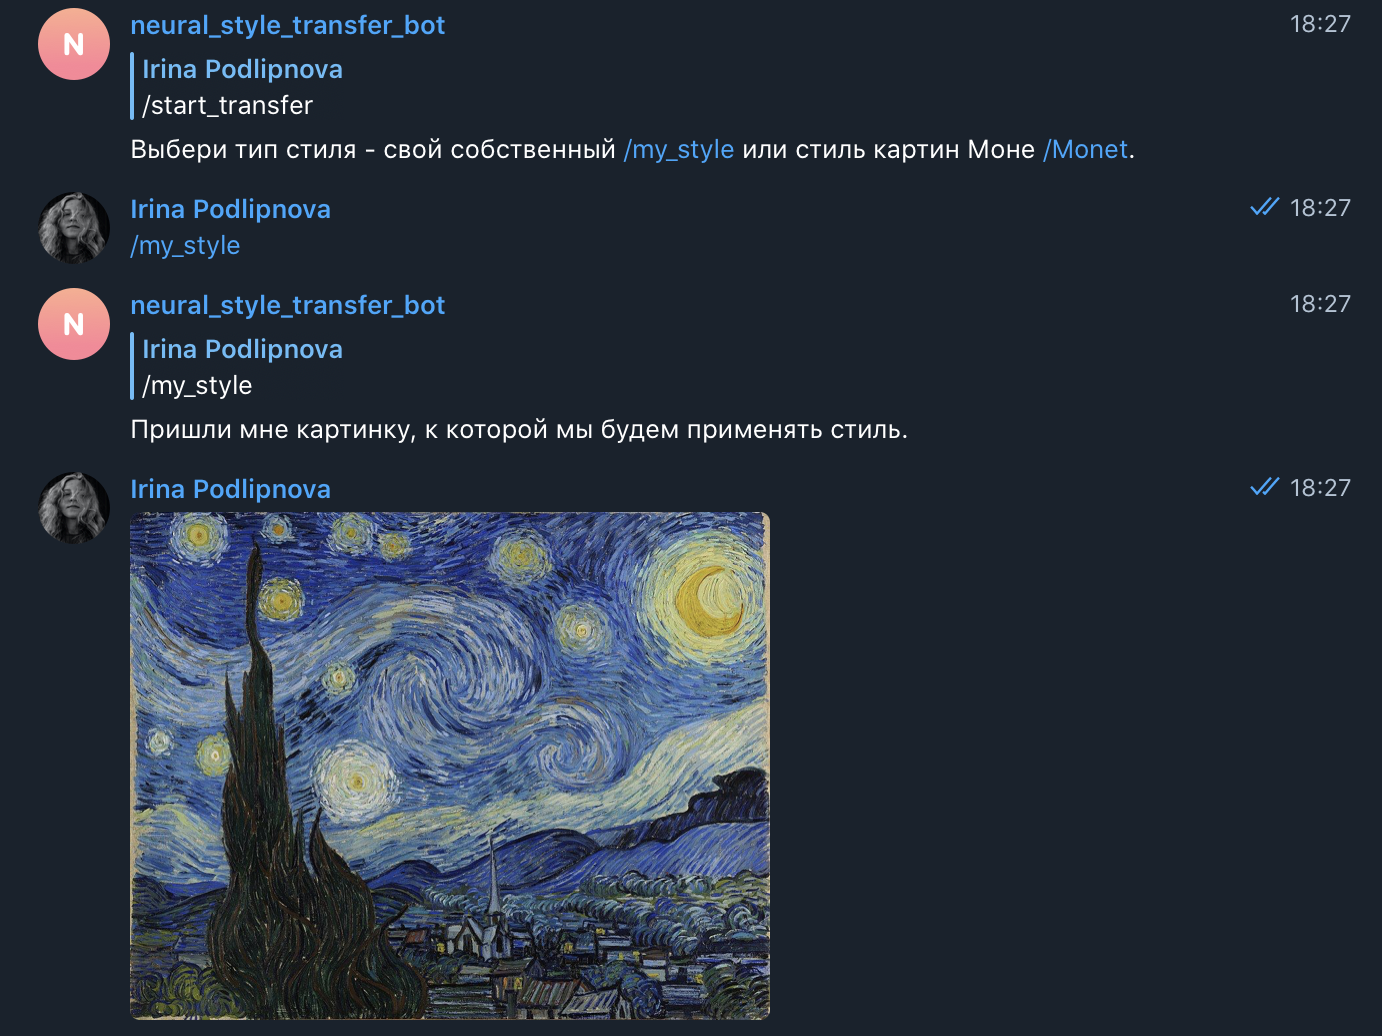 neural_style_transfer_bot 18:27
N
Irina Podlipnova
/start_transfer
Выбери тип стиля - свой собственный /my_style или стиль картин Моне /Monet.
Irina Podlipnova 18:27
/my_style
neural_style_transfer_bot 18:27
N
Irina Podlipnova
/my_style
Пришли мне картинку, к которой мы будем применять стиль.
Irina Podlipnova 18:27